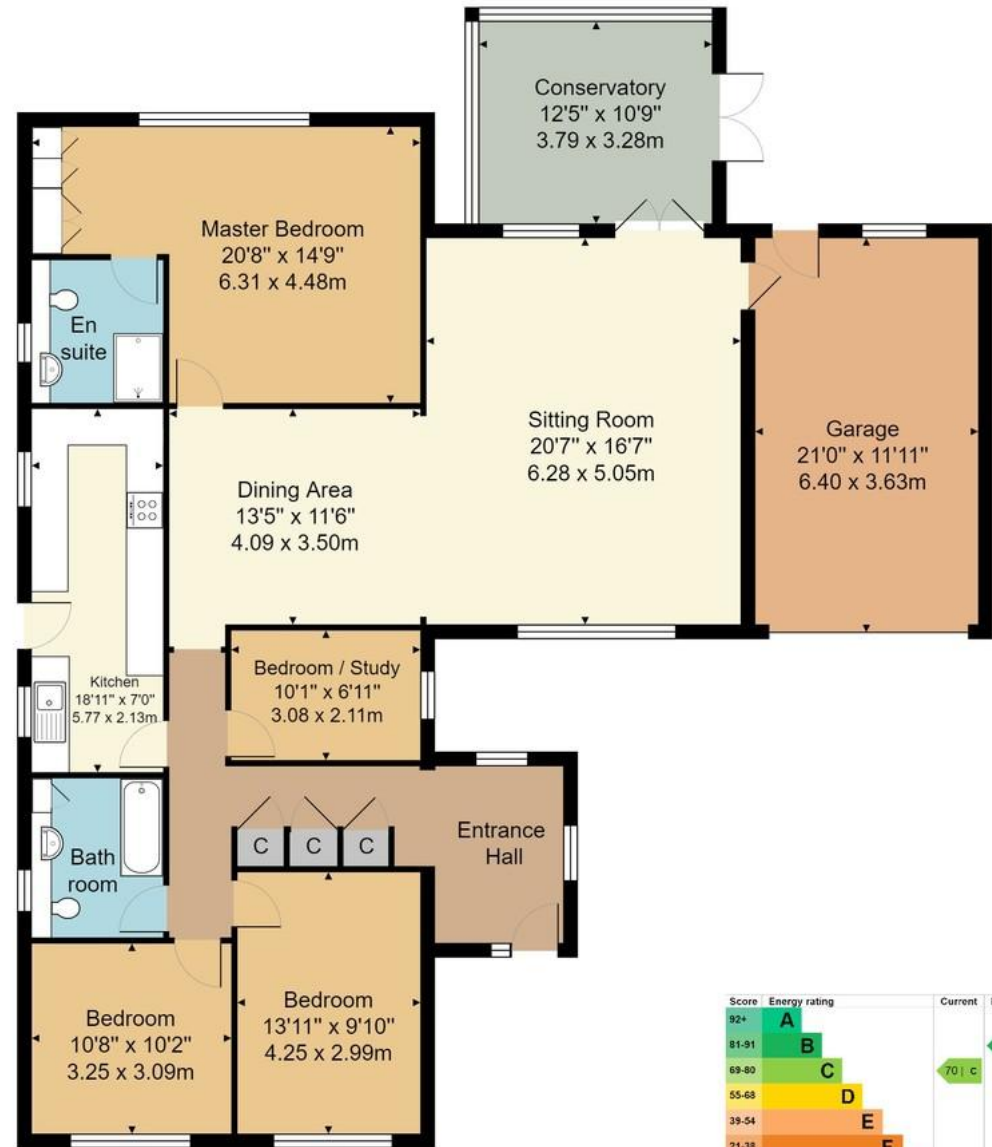 Conservatory
12'5" x 10'9"
3.79 x 3.28m
Master Bedroom
20'8" x 14'9"
6.31 x 4.48m
En
suite
Sitting Room
20'7" x 16'7"
6.28 x 5.05m
Garage
21'0" x 11'11"
6.40 x 3.63m
Dining Area
13'5" x 11'6"
4.09 x 3.50m
Kitchen
18'11" x 7'0"
5.77 x 2.13m
Bedroom / Study
10'1" x 6'11"
3.08 x 2.11m
Entrance
Hall
C C C
Bath
room
Bedroom
10'8" x 10'2"
3.25 x 3.09m
Bedroom
13'11" x 9'10"
4.25 x 2.99m
Score Energy rating Current
92+ A
81-91 B
69-80 C 70 | C
55-68 D
39-54 E
21-38 F